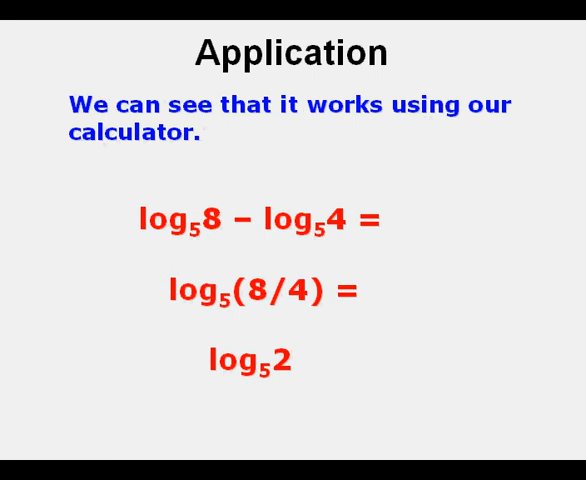 Application
We can see that it works using our
calculator.
log₅8 – log₅4 =
log₅(8/4) =
log₅2